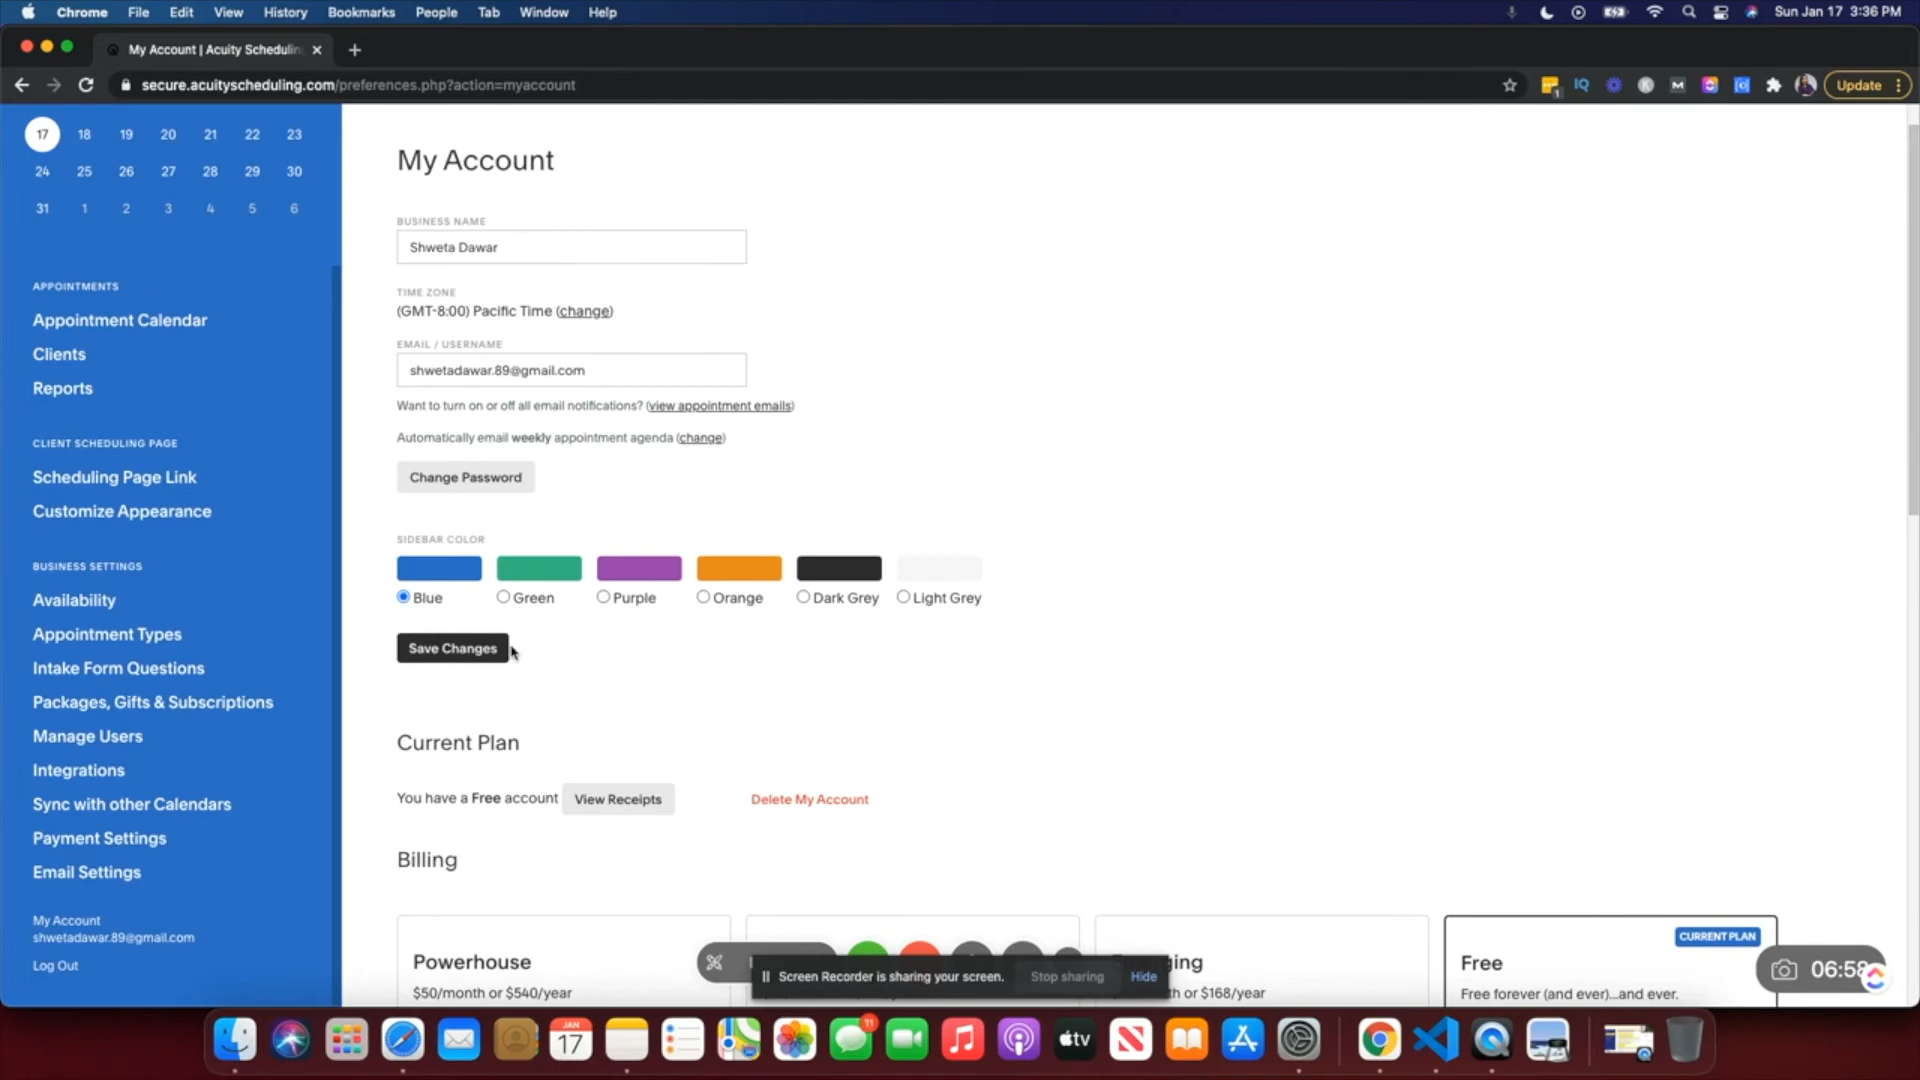 Chrome File Edit View History Bookmarks People Tab Window Help
Sun Jan 17 3:36 PM
My Account | Acuity Schedulin
secure.acuityscheduling.com/preferences.php?action=myaccount
Update
17 18 19 20 21 22 23
24 25 26 27 28 29 30
31 1 2 3 4 5 6
APPOINTMENTS
Appointment Calendar
Clients
Reports
CLIENT SCHEDULING PAGE
Scheduling Page Link
Customize Appearance
BUSINESS SETTINGS
Availability
Appointment Types
Intake Form Questions
Packages, Gifts & Subscriptions
Manage Users
Integrations
Sync with other Calendars
Payment Settings
Email Settings
My Account
shwetadawar.89@gmail.com
Log Out
My Account
BUSINESS NAME
Shweta Dawar
TIME ZONE
(GMT-8:00) Pacific Time (change)
EMAIL / USERNAME
shwetadawar.89@gmail.com
Want to turn on or off all email notifications? (view appointment emails)
Automatically email weekly appointment agenda (change)
Change Password
SIDEBAR COLOR
Blue Green Purple Orange Dark Grey Light Grey
Save Changes
Current Plan
You have a Free account View Receipts Delete My Account
Billing
Powerhouse
$50/month or $540/year
ging
th or $168/year
CURRENT PLAN
Free
Free forever (and ever)...and ever.
Screen Recorder is sharing your screen. Stop sharing Hide
06:58
JAN
17
11
tv